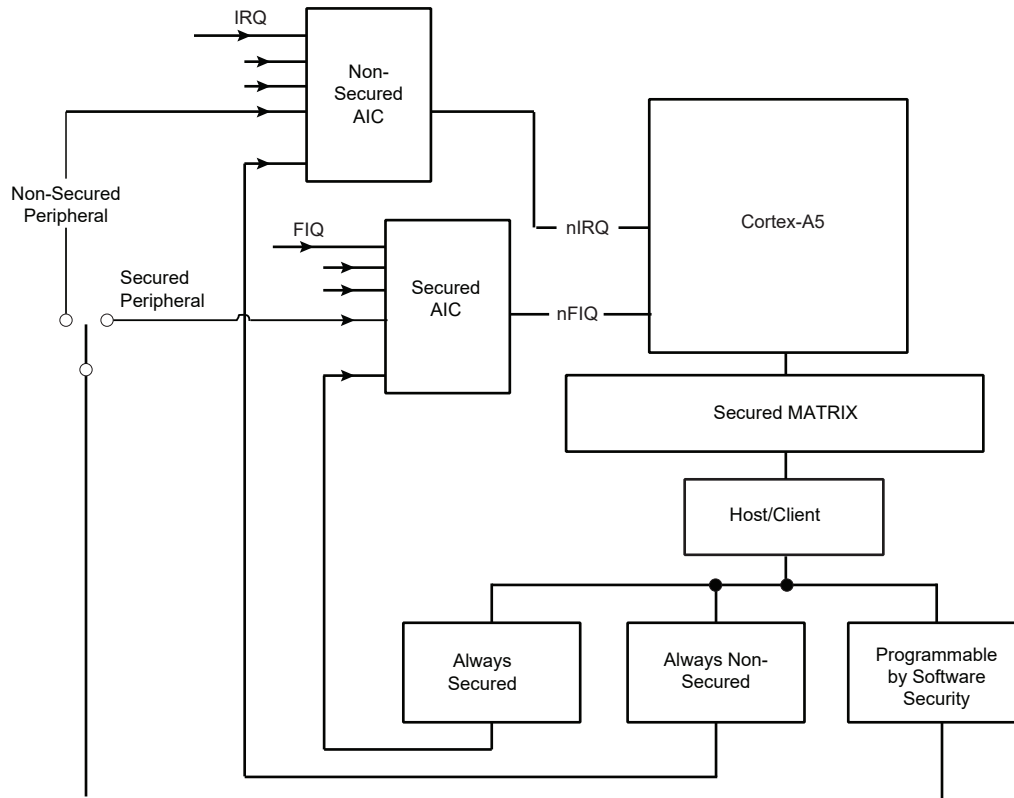 IRQ
Non-
Secured
AIC
Non-Secured
Peripheral
FIQ
nIRQ
Cortex-A5
Secured
Peripheral
Secured
AIC
nFIQ
Secured MATRIX
Host/Client
Always
Secured
Always Non-
Secured
Programmable
by Software
Security